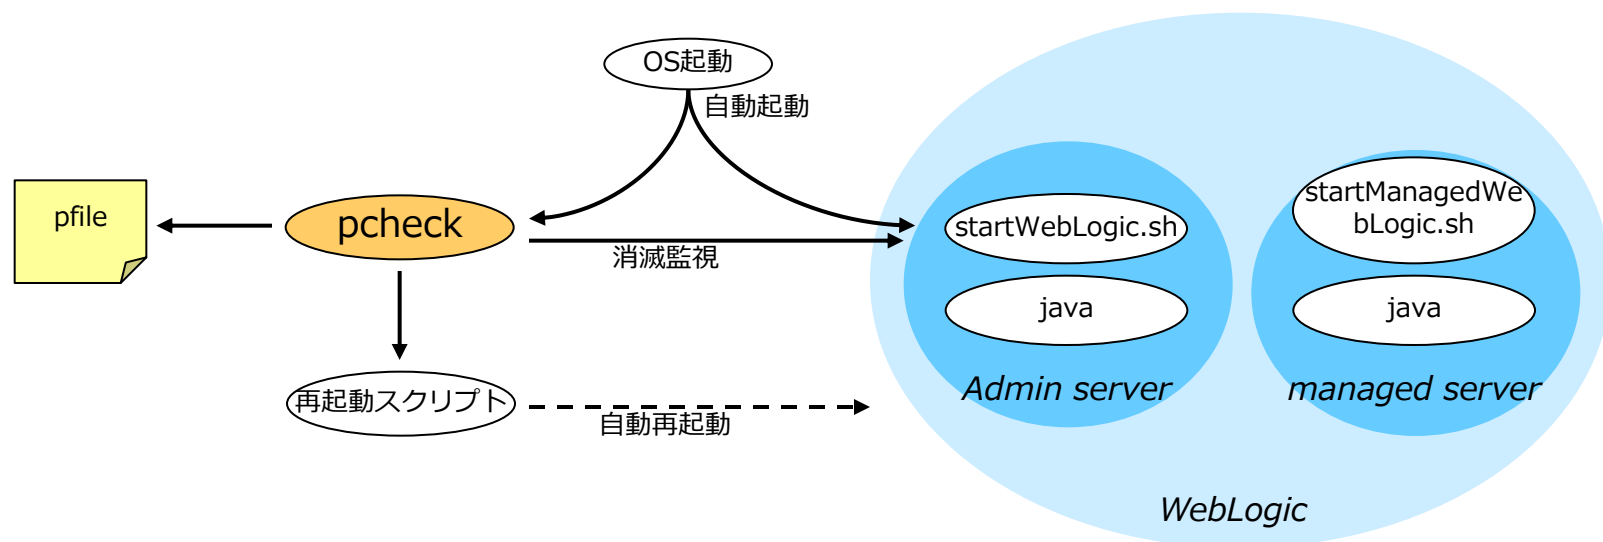 OS起動
自動起動
pfile
pcheck
消滅監視
再起動スクリプト
自動再起動
startWebLogic.sh
java
Admin server
startManagedWe
bLogic.sh
java
managed server
WebLogic